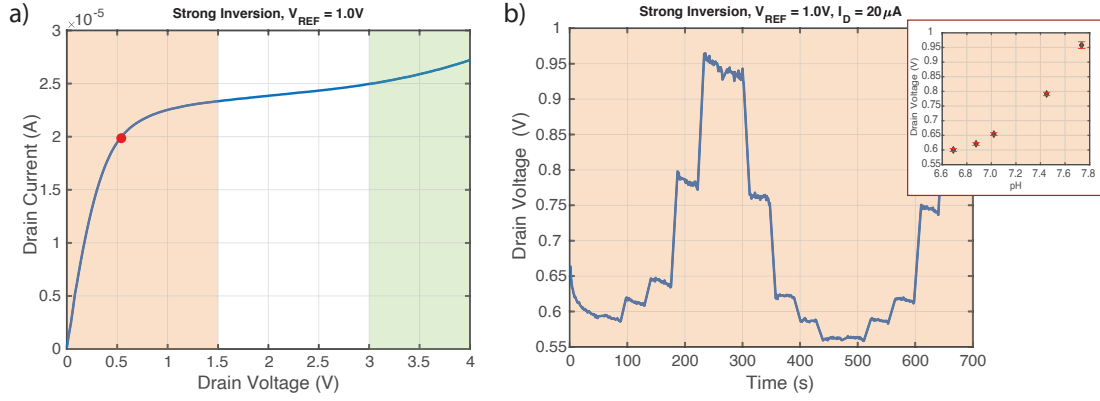 a)
Strong Inversion, V_REF = 1.0V
3 ×10^-5
2.5
2
1.5
1
0.5
0
Drain Current (A)
0 0.5 1 1.5 2 2.5 3 3.5 4
Drain Voltage (V)
b)
Strong Inversion, V_REF = 1.0V, I_D = 20 μA
1
0.95
0.9
0.85
0.8
0.75
0.7
0.65
0.6
0.55
Drain Voltage (V)
0 100 200 300 400 500 600 700
Time (s)
1
0.95
0.9
0.85
0.8
0.75
0.7
0.65
0.6
0.55
Drain Voltage (V)
6.6 6.8 7.0 7.2 7.4 7.6 7.8
pH